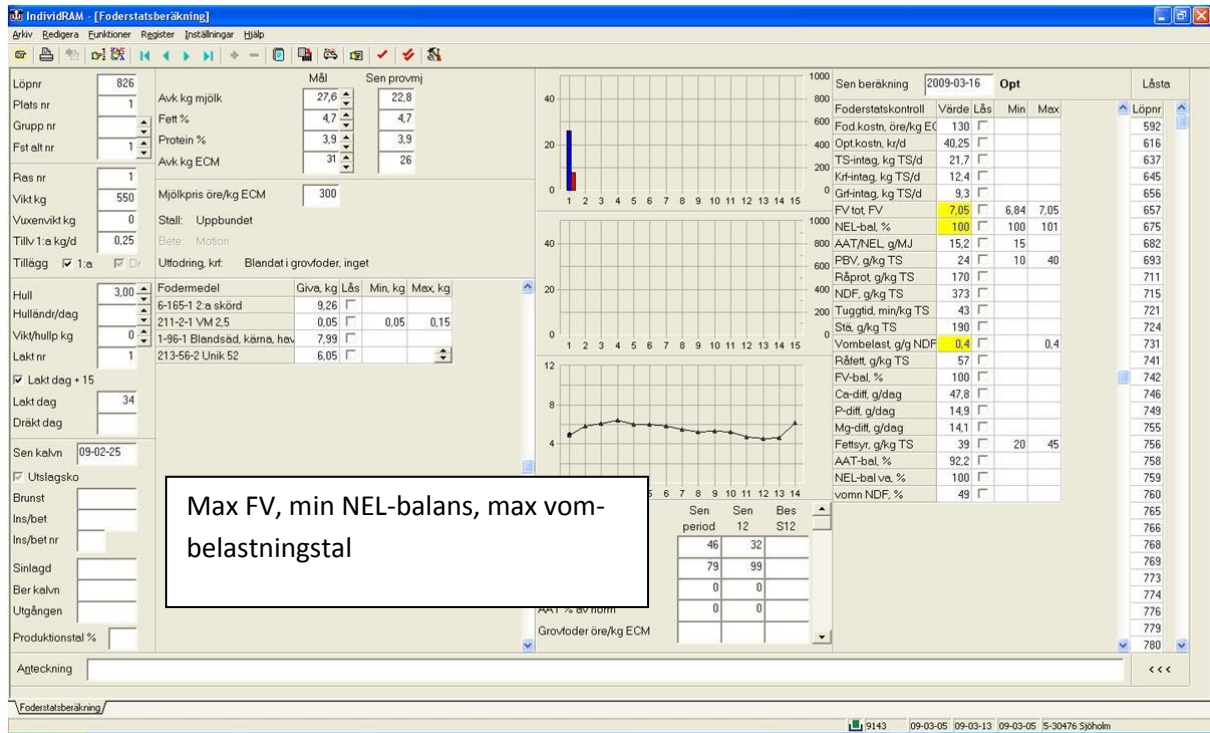 IndividRAM - [Foderstatsberäkning]
Arkiv Redigera Funktioner Register Inställningar Hjälp
Löpnr 826
Plats nr 1
Grupp nr
Fst alt nr 1
Ras nr 1
Vikt kg 550
Vuxenvikt kg 0
Tillv 1:a kg/d 0,25
Tillägg 1:a Dr
Hull 3,00
Hulländr/dag
Vikt/hullp kg 0
Lakt nr 1
Lakt dag + 15
Lakt dag 34
Dräkt dag
Sen kalvn 09-02-25
Utslagsko
Brunst
Ins/bet
Ins/bet nr
Sinlagd
Ber kalvn
Utgången
Produktionstal %
Mål Sen provmj
Avk kg mjölk 27,6 22,8
Fett % 4,7 4,7
Protein % 3,9 3,9
Avk kg ECM 31 26
Mjölkpris öre/kg ECM 300
Stall: Uppbundet
Bete: Motion
Utfodring, krf: Blandat i grovfoder, inget
Fodermedel Giva, kg Lås Min, kg Max, kg
6-165-1 2:a skörd 9,26
211-2-1 VM 2,5 0,05 0,05 0,15
1-96-1 Blandsäd, kärna, hav 7,99
213-56-2 Unik 52 6,05
Max FV, min NEL-balans, max vom-
belastningstal
40 20 0
1000 800 600 400 200 0
1 2 3 4 5 6 7 8 9 10 11 12 13 14 15
40 20 0
1000 800 600 400 200 0
1 2 3 4 5 6 7 8 9 10 11 12 13 14 15
12 8 4
6 7 8 9 10 11 12 13 14
Sen Sen Bes
period 12 S12
46 32
79 99
0 0
AAT % av norm 0 0
Grovfoder öre/kg ECM
Sen beräkning 2009-03-16 Opt
Foderstatskontroll Värde Lås Min Max
Fod.kostn, öre/kg EC 130
Opt.kostn, kr/d 40,25
TS-intag, kg TS/d 21,7
Krf-intag, kg TS/d 12,4
Grf-intag, kg TS/d 9,3
FV tot, FV 7,05 6,84 7,05
NEL-bal, % 100 100 101
AAT/NEL, g/MJ 15,2 15
PBV, g/kg TS 24 10 40
Råprot, g/kg TS 170
NDF, g/kg TS 373
Tuggtid, min/kg TS 43
Stä, g/kg TS 190
Vombelast, g/g NDF 0,4 0,4
Råfett, g/kg TS 57
FV-bal, % 100
Ca-diff, g/dag 47,8
P-diff, g/dag 14,9
Mg-diff, g/dag 14,1
Fettsyr, g/kg TS 39 20 45
AAT-bal, % 92,2
NEL-bal va, % 100
vomn NDF, % 49
Låsta
Löpnr
592
616
637
645
656
657
675
682
693
711
715
721
724
731
741
742
746
749
755
756
758
759
760
765
766
768
769
773
774
776
779
780
Anteckning
<<<
Foderstatsberäkning
9143 09-03-05 09-03-13 09-03-05 5-30476 Sjöholm